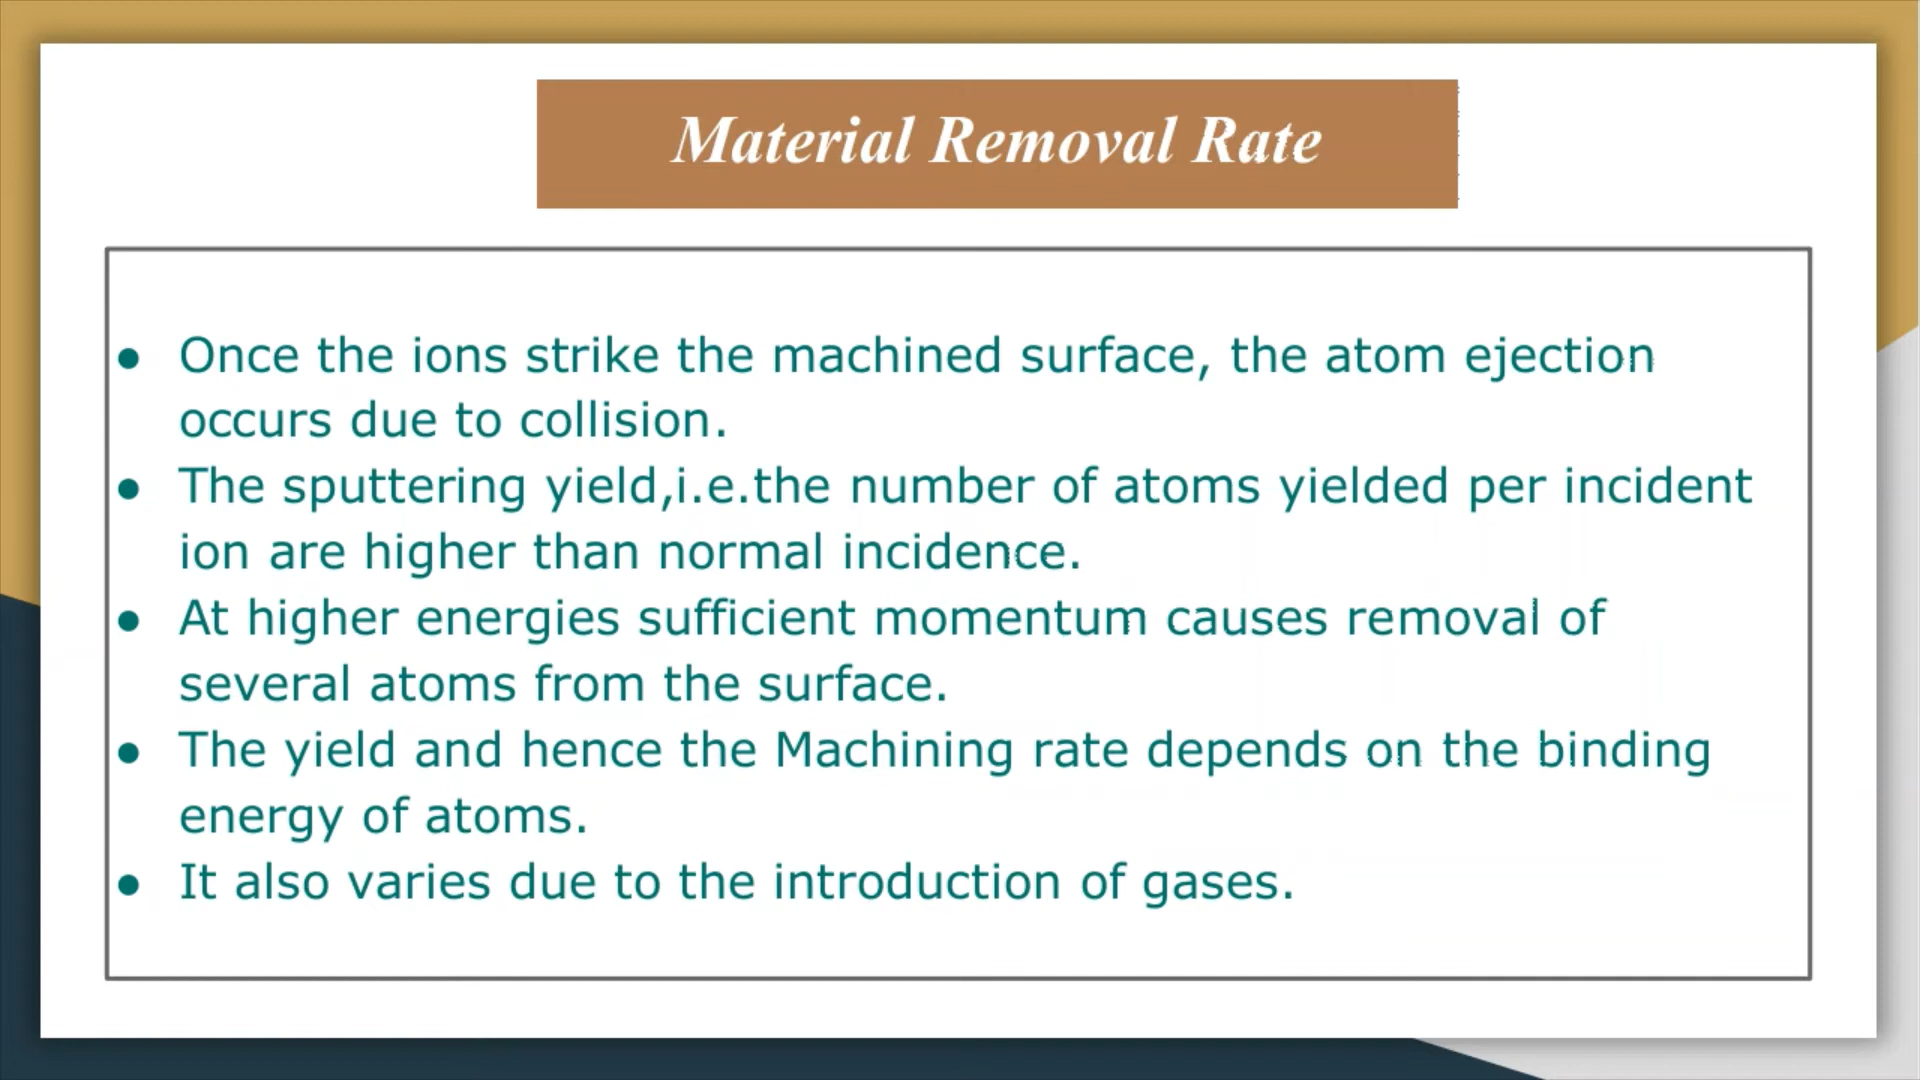 Material Removal Rate
● Once the ions strike the machined surface, the atom ejection
occurs due to collision.
● The sputtering yield,i.e.the number of atoms yielded per incident
ion are higher than normal incidence.
● At higher energies sufficient momentum causes removal of
several atoms from the surface.
● The yield and hence the Machining rate depends on the binding
energy of atoms.
● It also varies due to the introduction of gases.